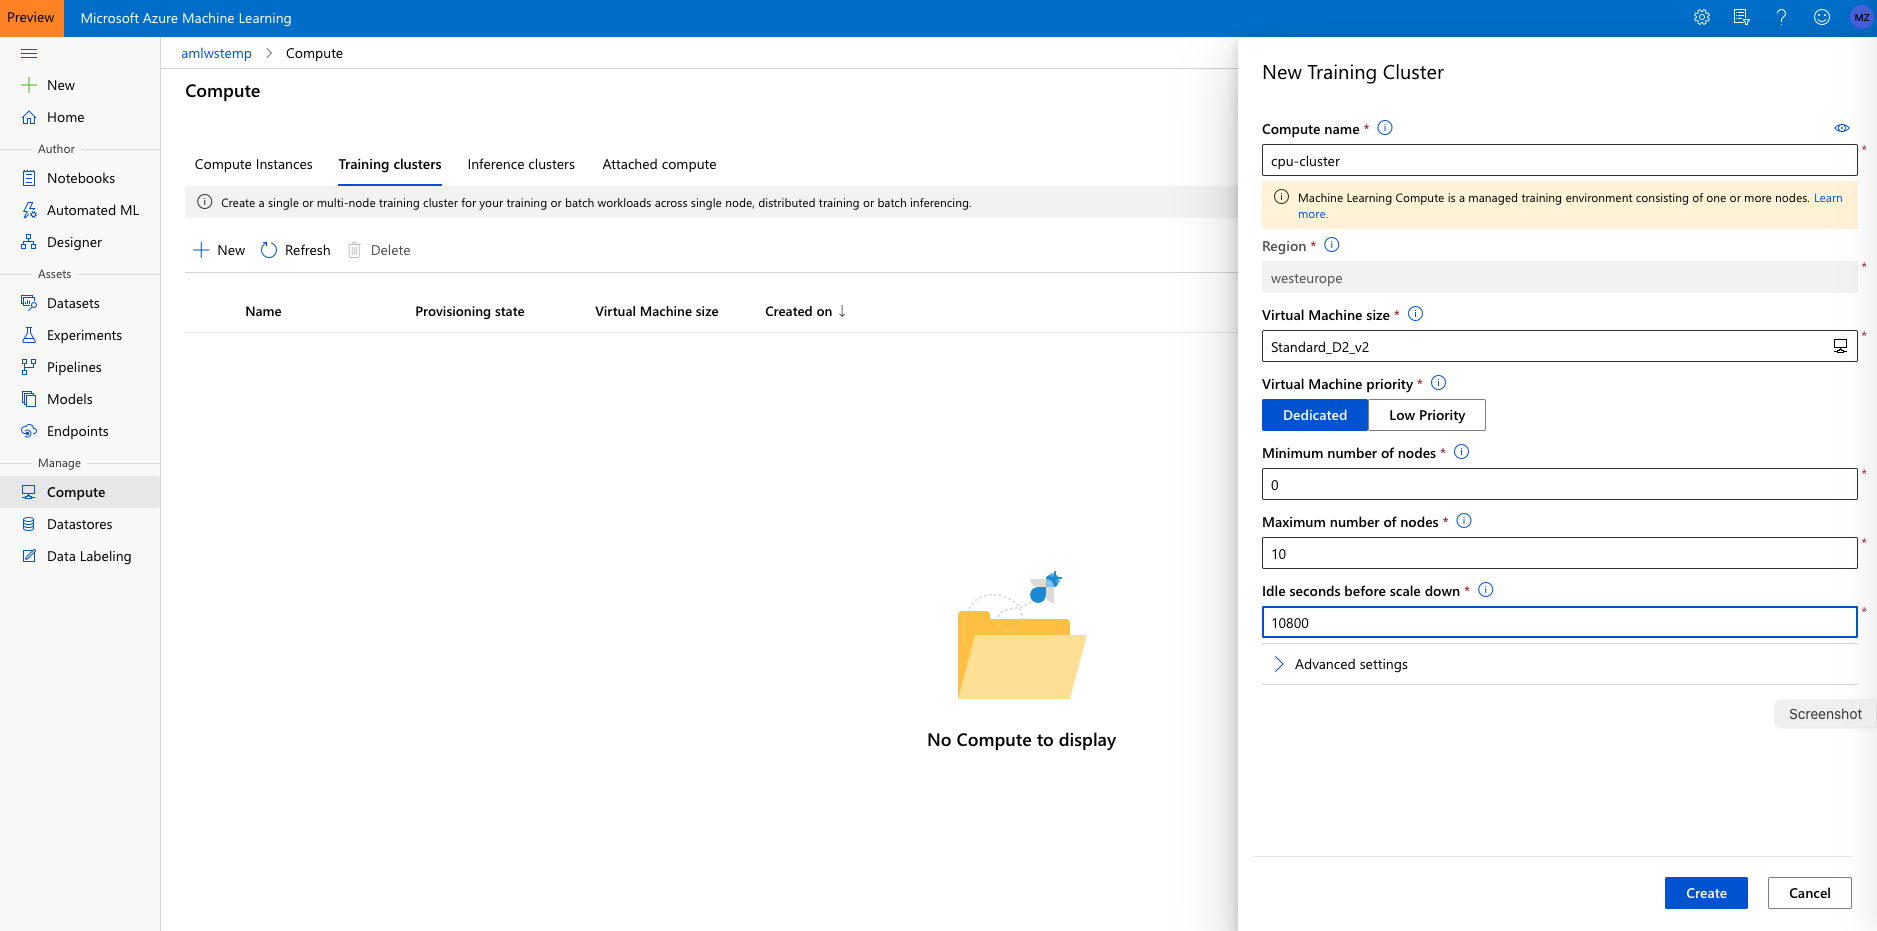 Preview
Microsoft Azure Machine Learning
MZ
New
Home
Author
Notebooks
Automated ML
Designer
Assets
Datasets
Experiments
Pipelines
Models
Endpoints
Manage
Compute
Datastores
Data Labeling
amlwstemp > Compute
Compute
Compute Instances Training clusters Inference clusters Attached compute
Create a single or multi-node training cluster for your training or batch workloads across single node, distributed training or batch inferencing.
New Refresh Delete
Name Provisioning state Virtual Machine size Created on ↓
No Compute to display
New Training Cluster
Compute name *
cpu-cluster *
Machine Learning Compute is a managed training environment consisting of one or more nodes. Learn
more.
Region *
westeurope *
Virtual Machine size *
Standard_D2_v2 *
Virtual Machine priority *
Dedicated Low Priority
Minimum number of nodes *
0 *
Maximum number of nodes *
10 *
Idle seconds before scale down *
10800 *
Advanced settings
Screenshot
Create Cancel